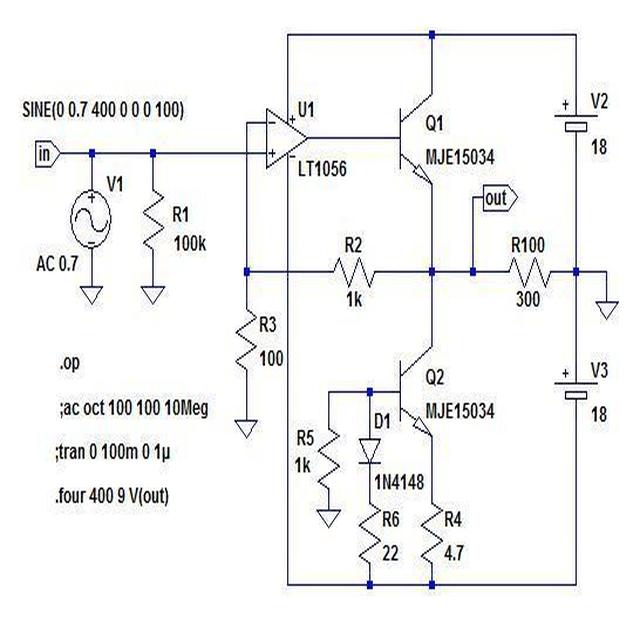 SINE(0 0.7 400 0 0 0 100)
in
V1
AC 0.7
R1
100k
U1
LT1056
Q1
MJE15034
V2
18
out
R2
1k
R100
300
R3
100
Q2
MJE15034
V3
18
D1
1N4148
R5
1k
R6
22
R4
4.7
.op
;ac oct 100 100 10Meg
;tran 0 100m 0 1µ
.four 400 9 V(out)